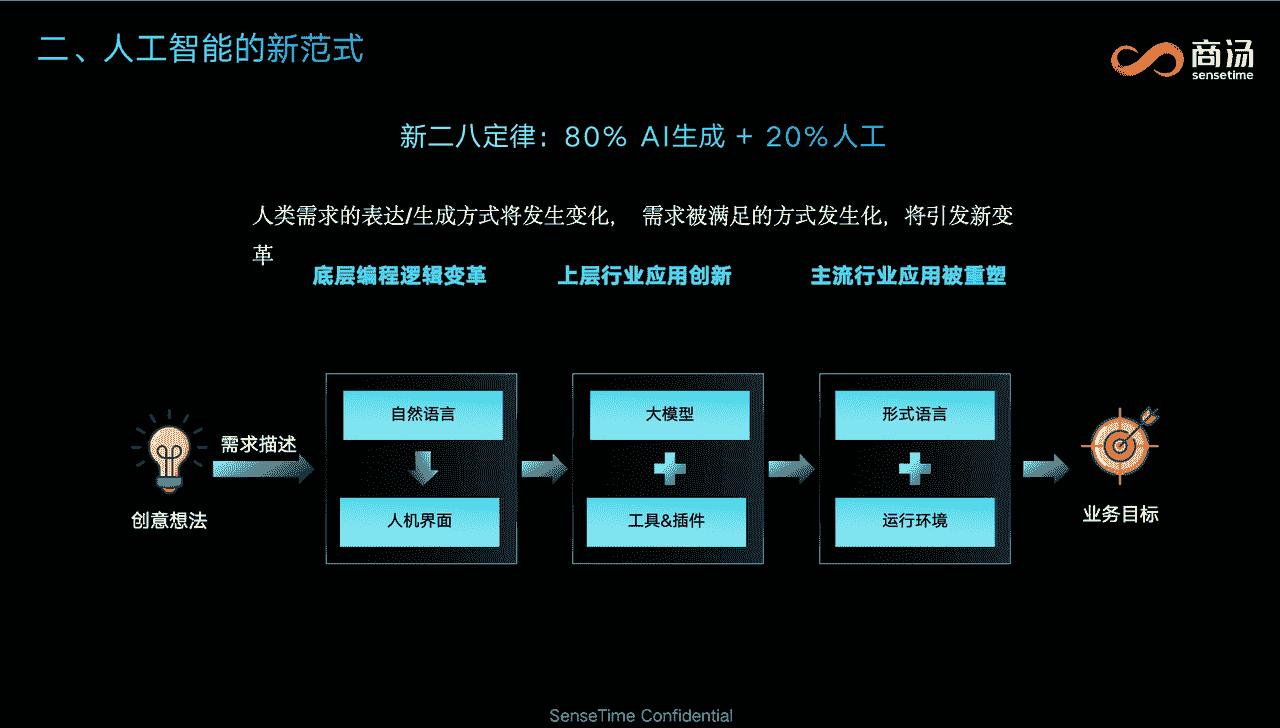 二、人工智能的新范式
商汤
sensetime
新二八定律：80% AI生成 + 20%人工
人类需求的表达/生成方式将发生变化， 需求被满足的方式发生化，将引发新变
革
底层编程逻辑变革 上层行业应用创新 主流行业应用被重塑
自然语言 大模型 形式语言
需求描述
人机界面 工具&插件 运行环境
创意想法 业务目标
SenseTime Confidential